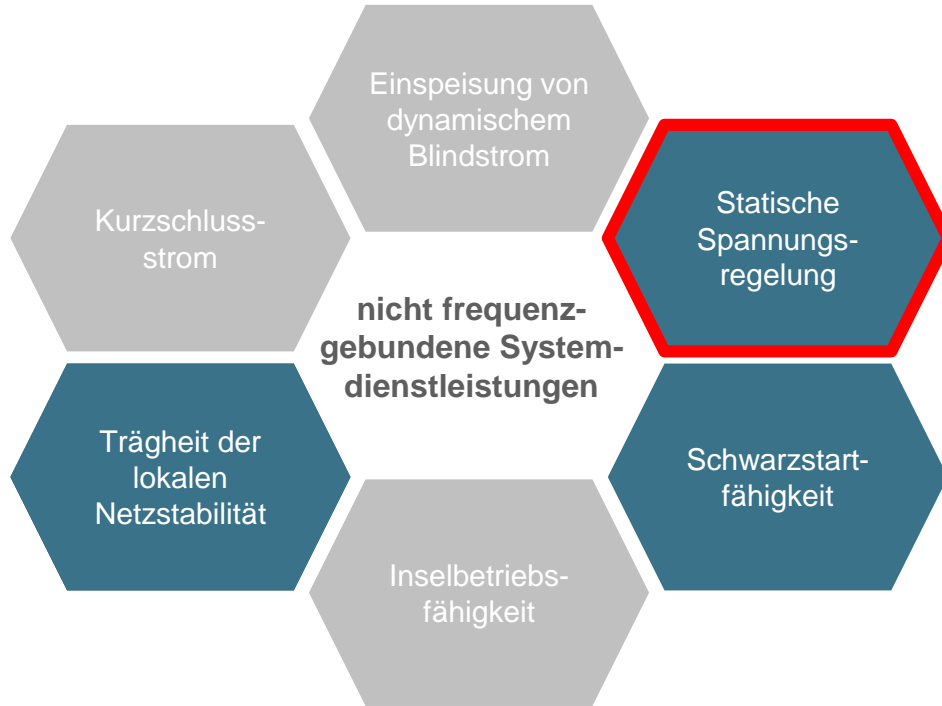 Einspeisung von
dynamischem
Blindstrom
Kurzschluss-
strom
Statische
Spannungs-
regelung
nicht frequenz-
gebundene System-
dienstleistungen
Trägheit der
lokalen
Netzstabilität
Schwarzstart-
fähigkeit
Inselbetriebs-
fähigkeit